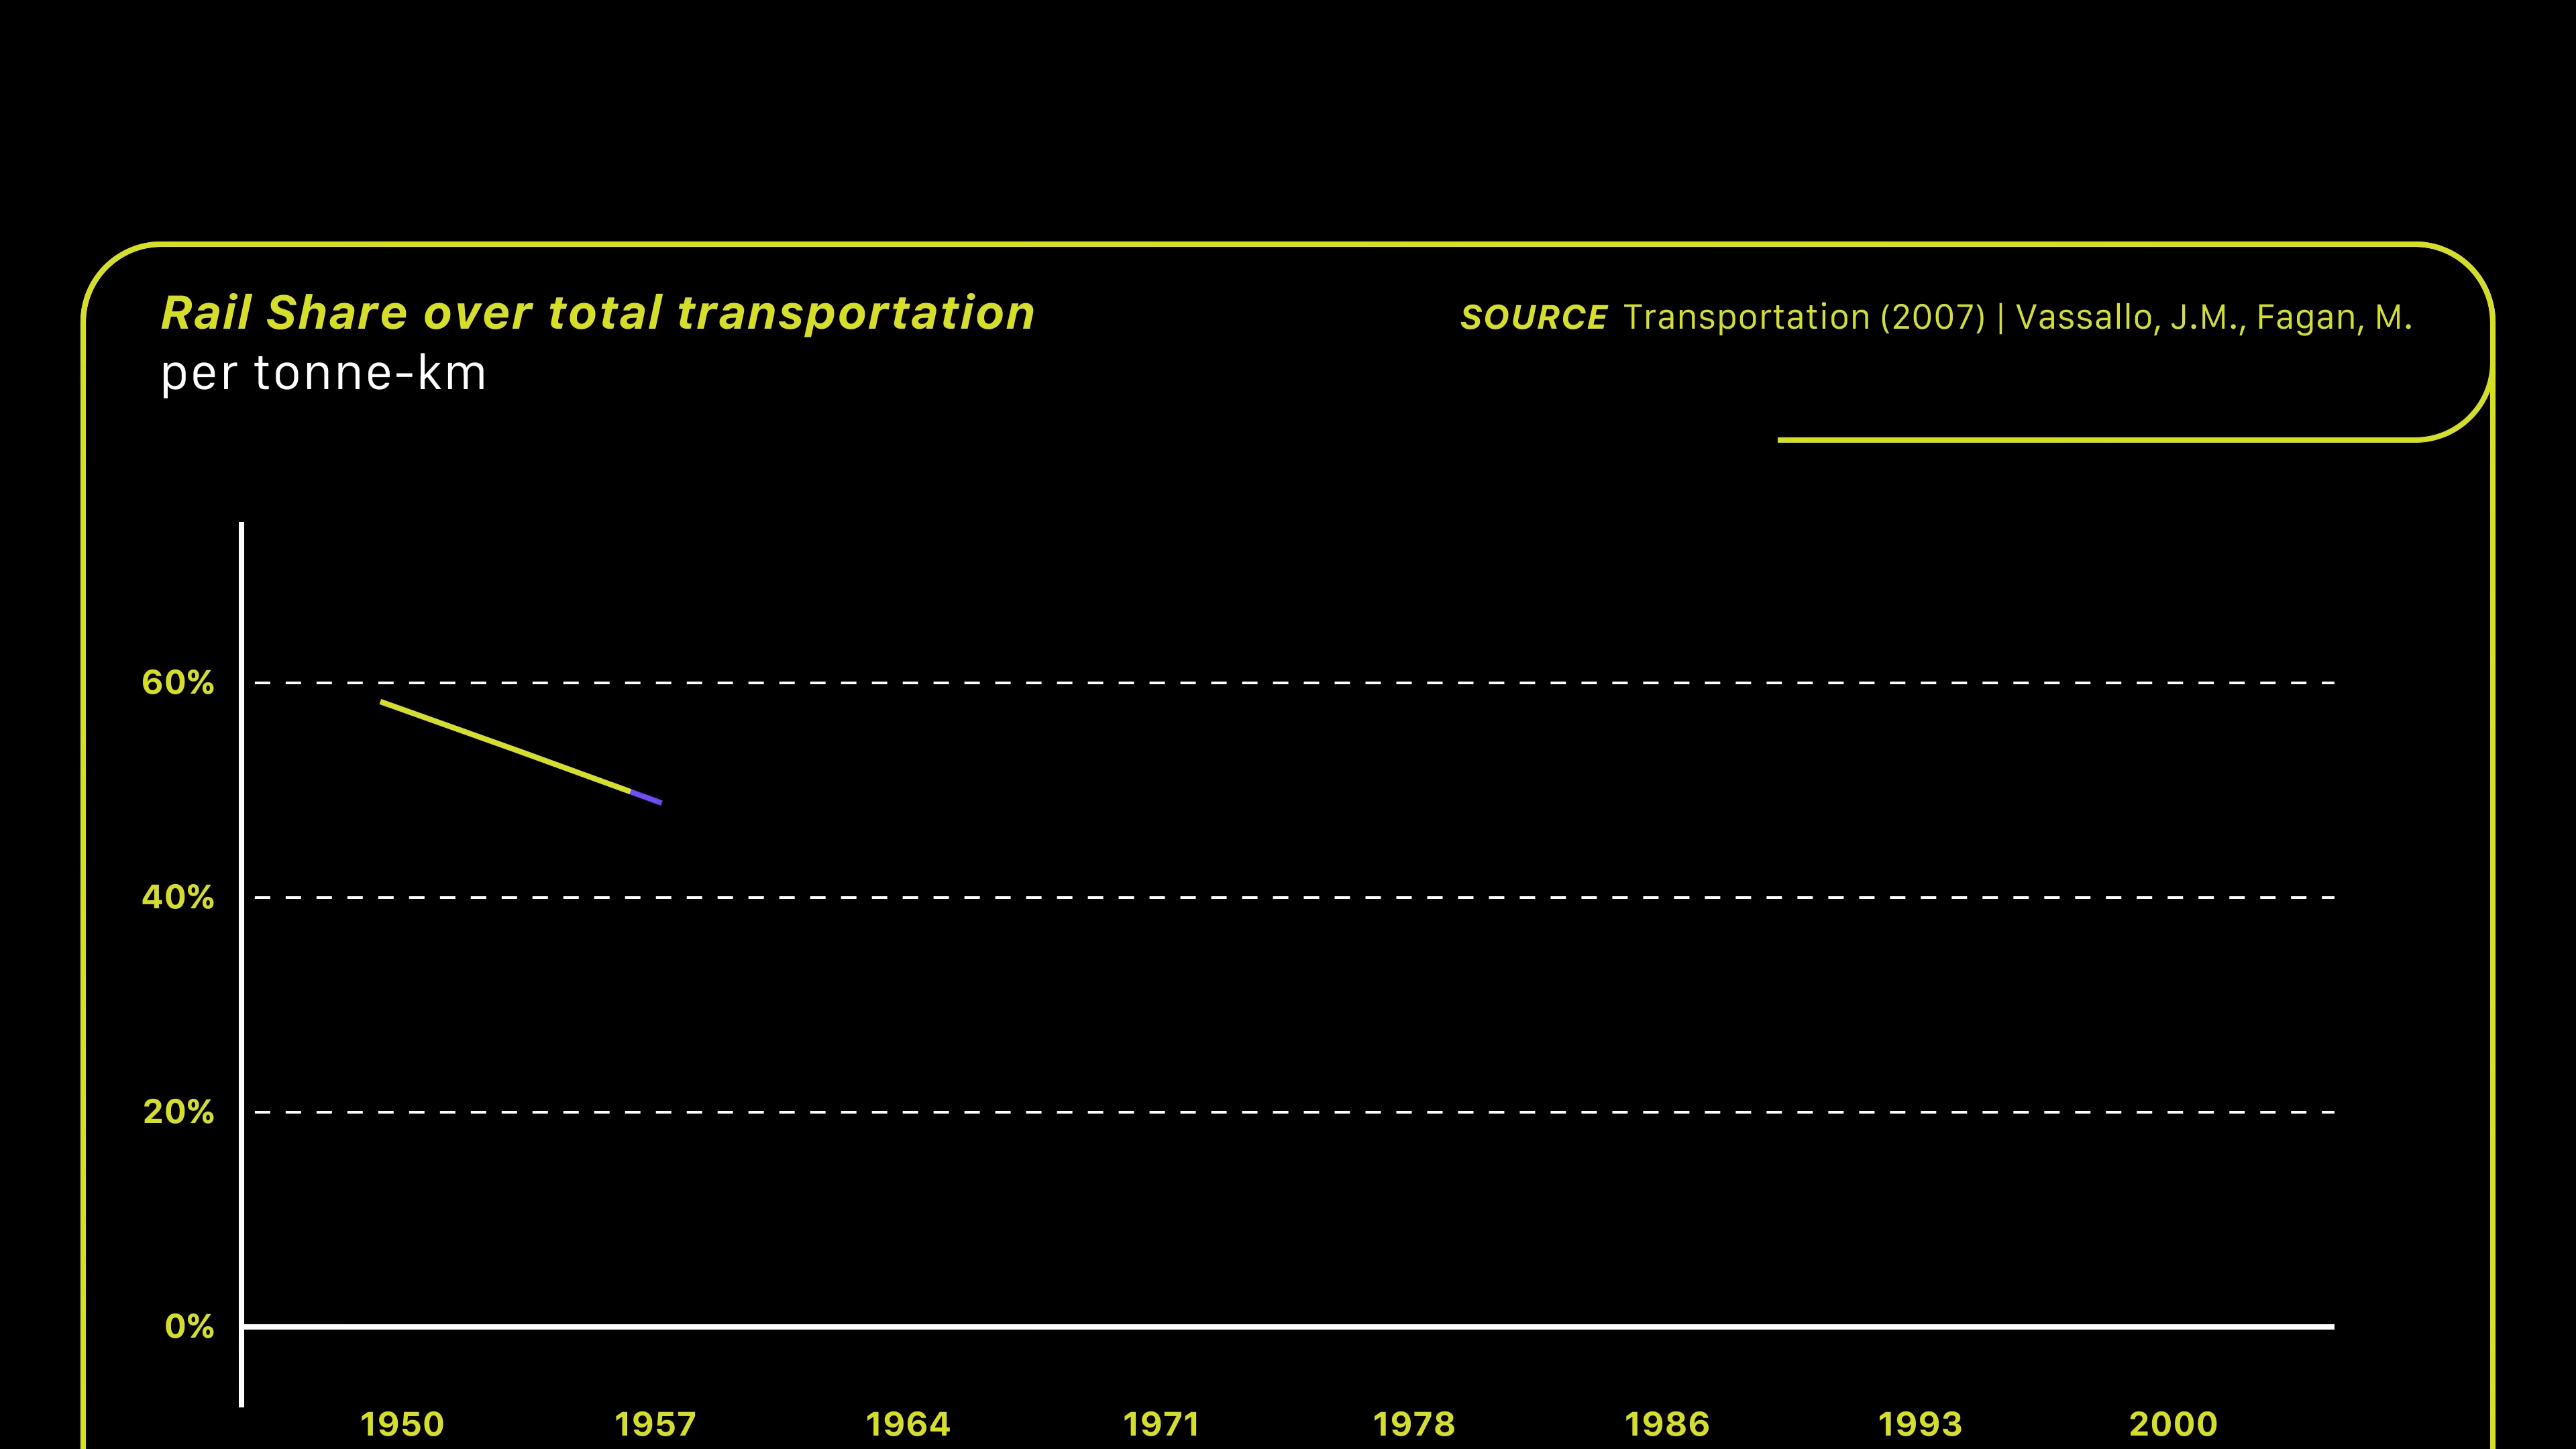 Rail Share over total transportation
per tonne-km
SOURCE Transportation (2007) | Vassallo, J.M., Fagan, M.
60%
40%
20%
0%
1950 1957 1964 1971 1978 1986 1993 2000